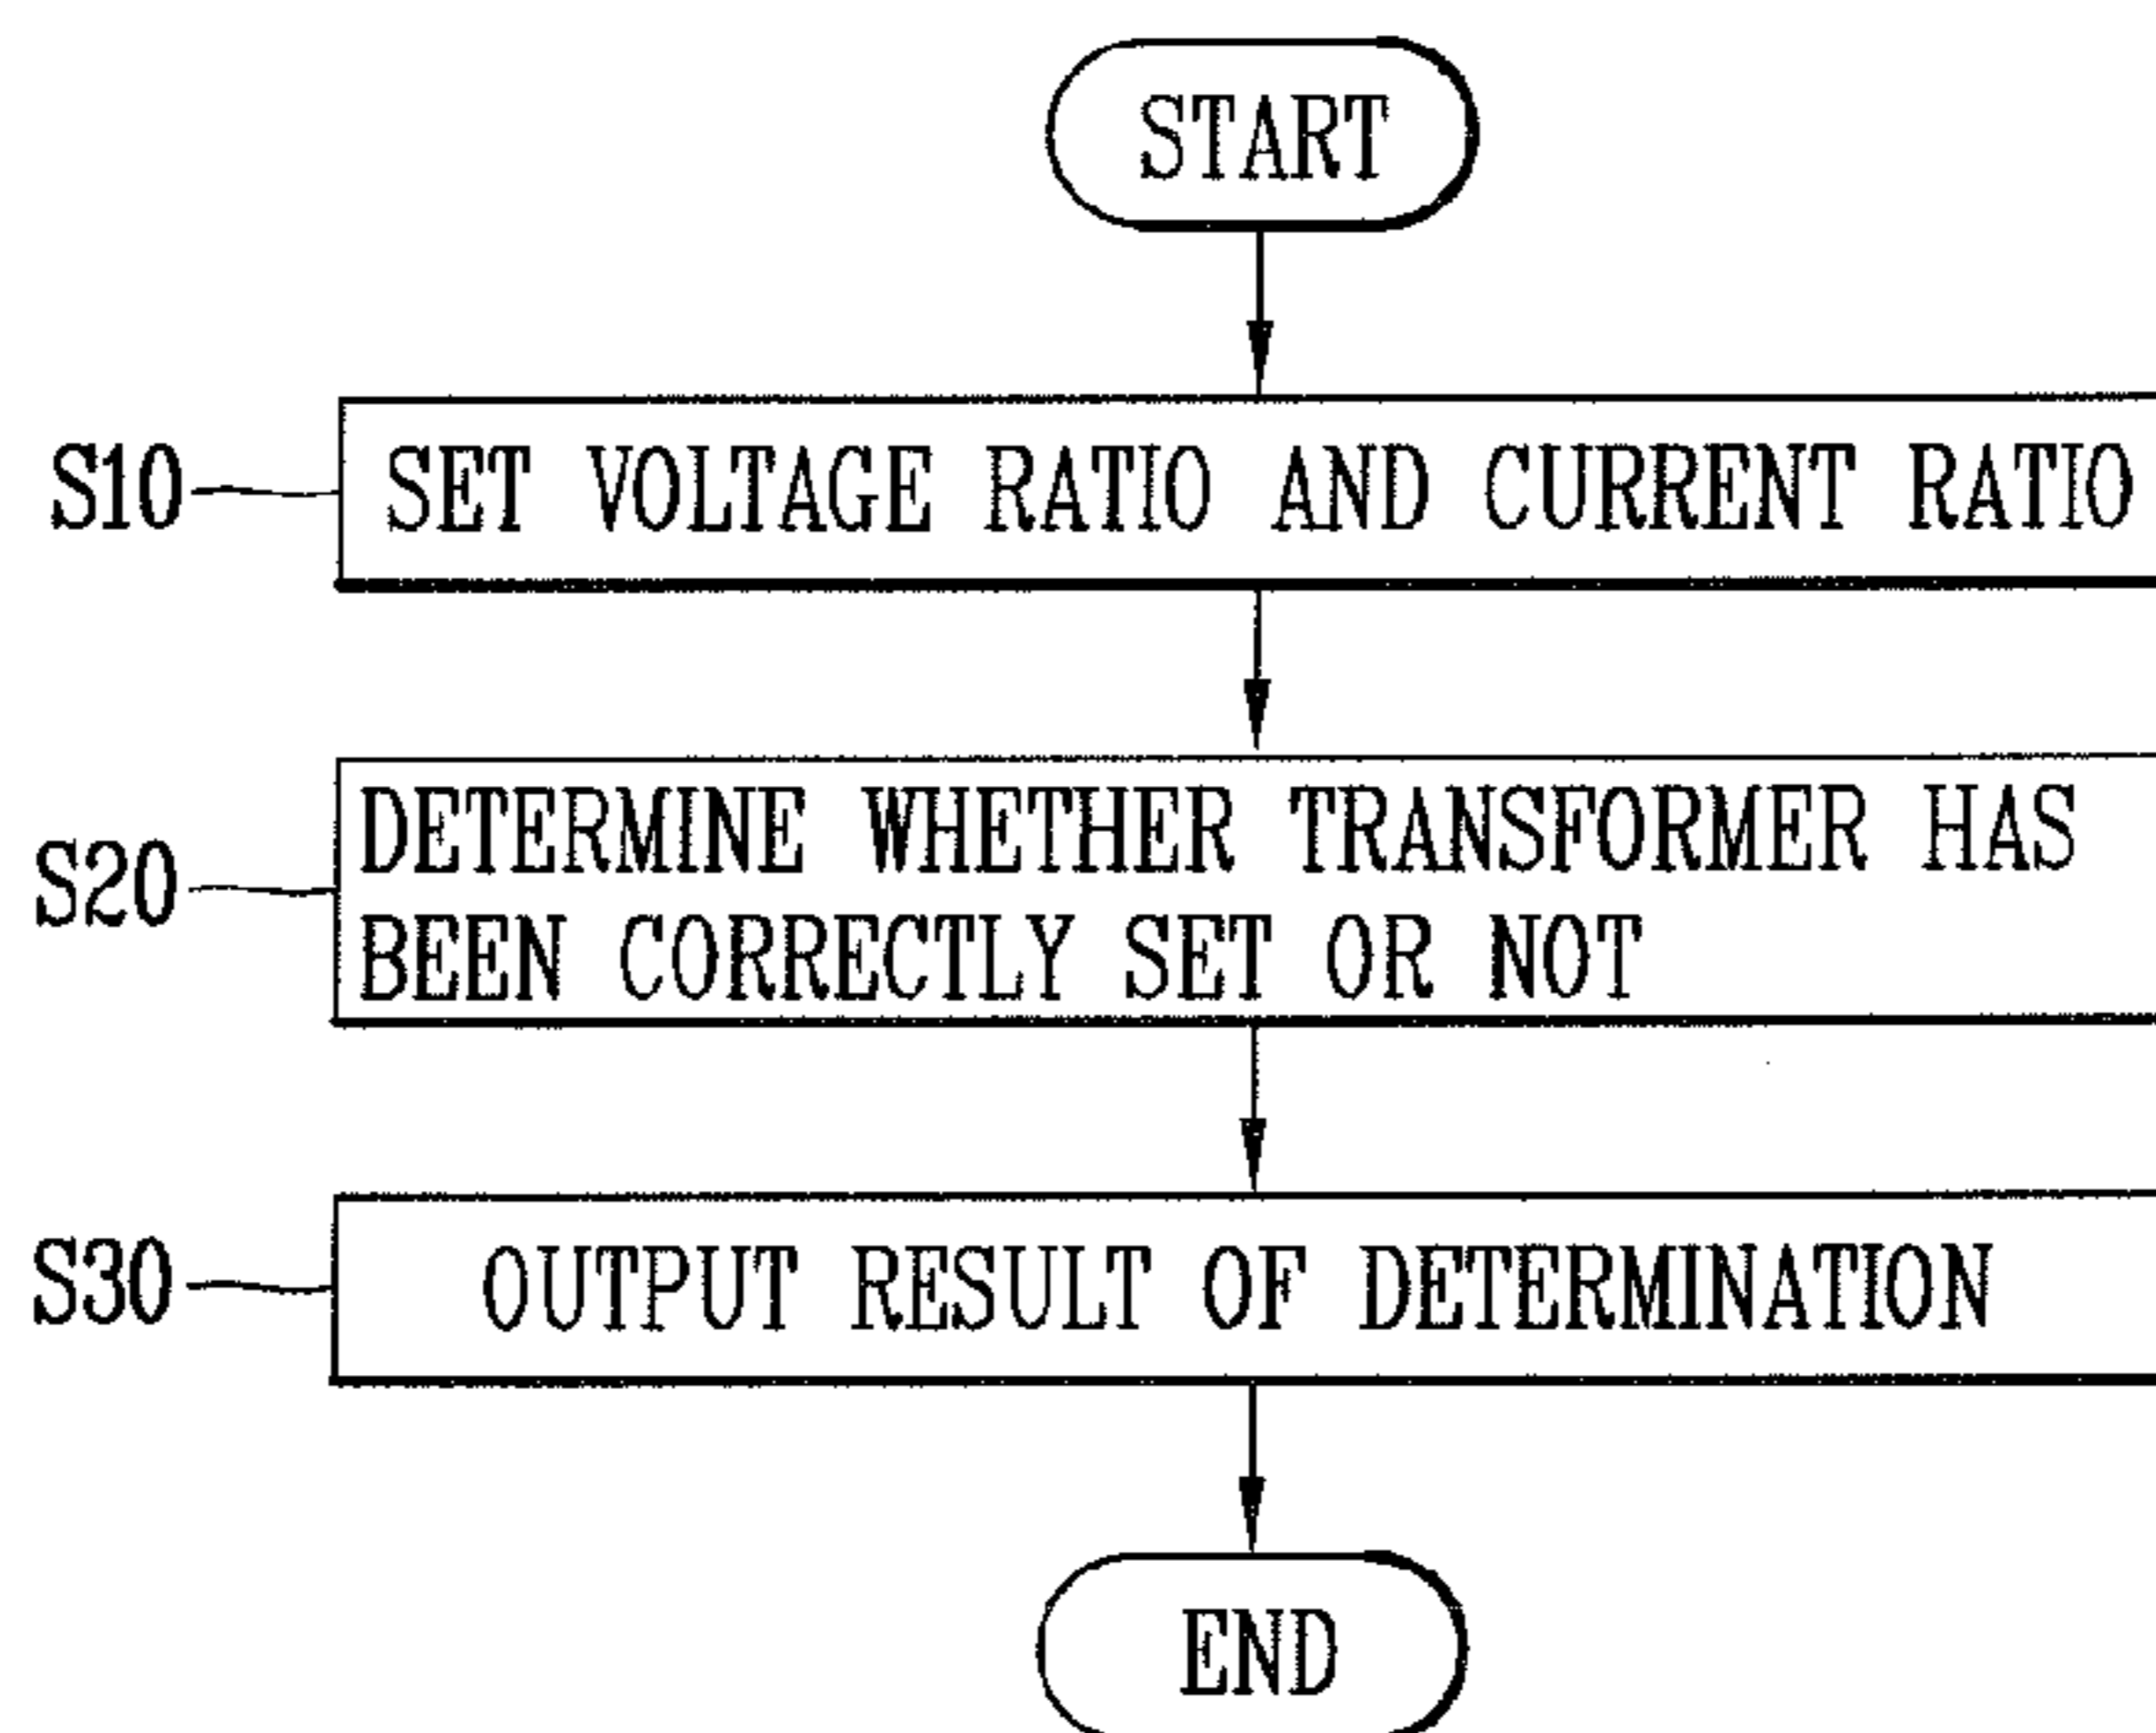 START
S10
SET VOLTAGE RATIO AND CURRENT RATIO
S20
DETERMINE WHETHER TRANSFORMER HAS
BEEN CORRECTLY SET OR NOT
S30
OUTPUT RESULT OF DETERMINATION
END